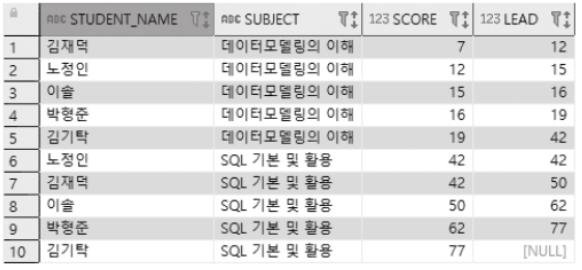 ABC STUDENT_NAME ABC SUBJECT 123 SCORE 123 LEAD
1 김재덕 데이터모델링의 이해 7 12
2 노정인 데이터모델링의 이해 12 15
3 이솔 데이터모델링의 이해 15 16
4 박형준 데이터모델링의 이해 16 19
5 김기탁 데이터모델링의 이해 19 42
6 노정인 SQL 기본 및 활용 42 42
7 김재덕 SQL 기본 및 활용 42 50
8 이솔 SQL 기본 및 활용 50 62
9 박형준 SQL 기본 및 활용 62 77
10 김기탁 SQL 기본 및 활용 77 [NULL]